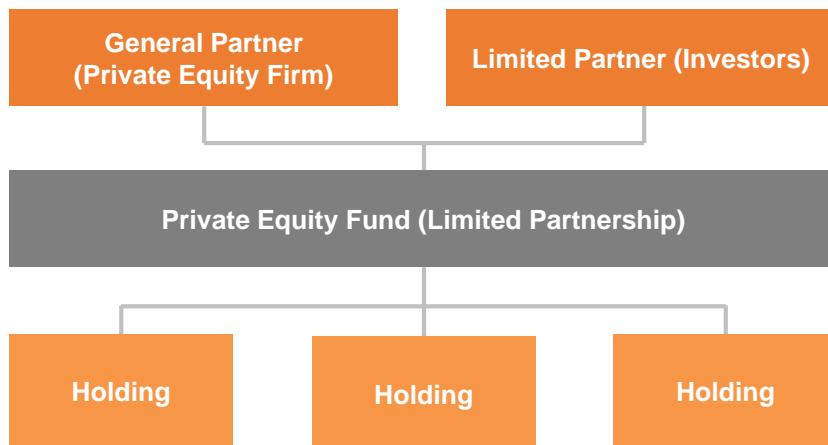 General Partner
(Private Equity Firm)
Limited Partner (Investors)
Private Equity Fund (Limited Partnership)
Holding
Holding
Holding